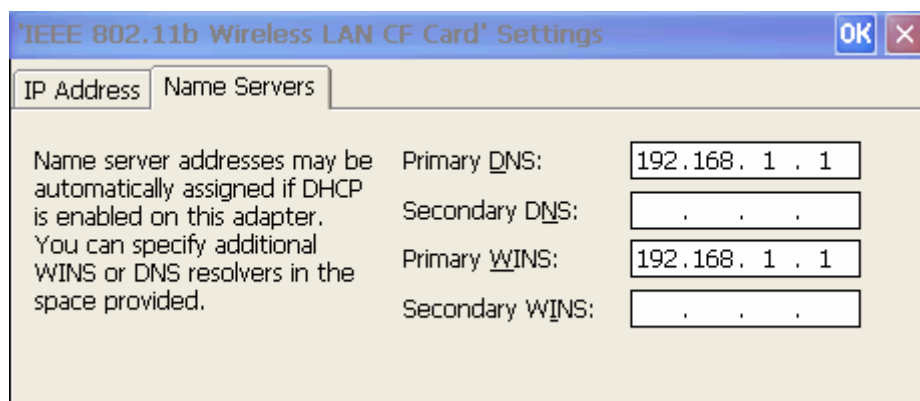 'IEEE 802.11b Wireless LAN CF Card' Settings
OK ×
IP Address Name Servers
Name server addresses may be
automatically assigned if DHCP
is enabled on this adapter.
You can specify additional
WINS or DNS resolvers in the
space provided.
Primary DNS: 192.168. 1 . 1
Secondary DNS: . . .
Primary WINS: 192.168. 1 . 1
Secondary WINS: . . .